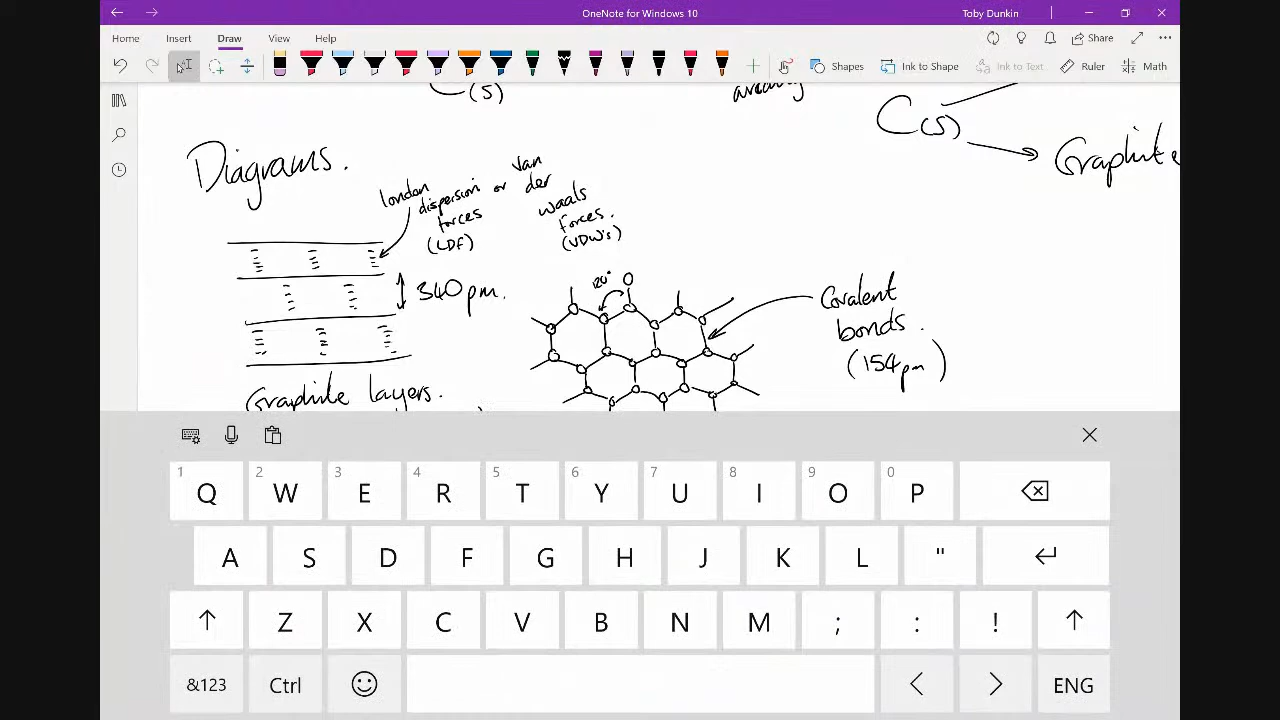 OneNote for Windows 10
Toby Dunkin
Home
Insert
Draw
View
Help
Share
Shapes
Ink to Shape
Ink to Text
Ruler
Math
C(s)
C(s)
Graphite
Diagrams.
London
dispersion or
forces
(LDF)
Van
der
Waals
forces.
(VDW's)
340pm.
120°
Covalent
bonds.
(154pm)
Graphite layers.
1 2 3 4 5 6 7 8 9 0
Q W E R T Y U I O P
A S D F G H J K L "
Z X C V B N M ; : !
&123 Ctrl ENG